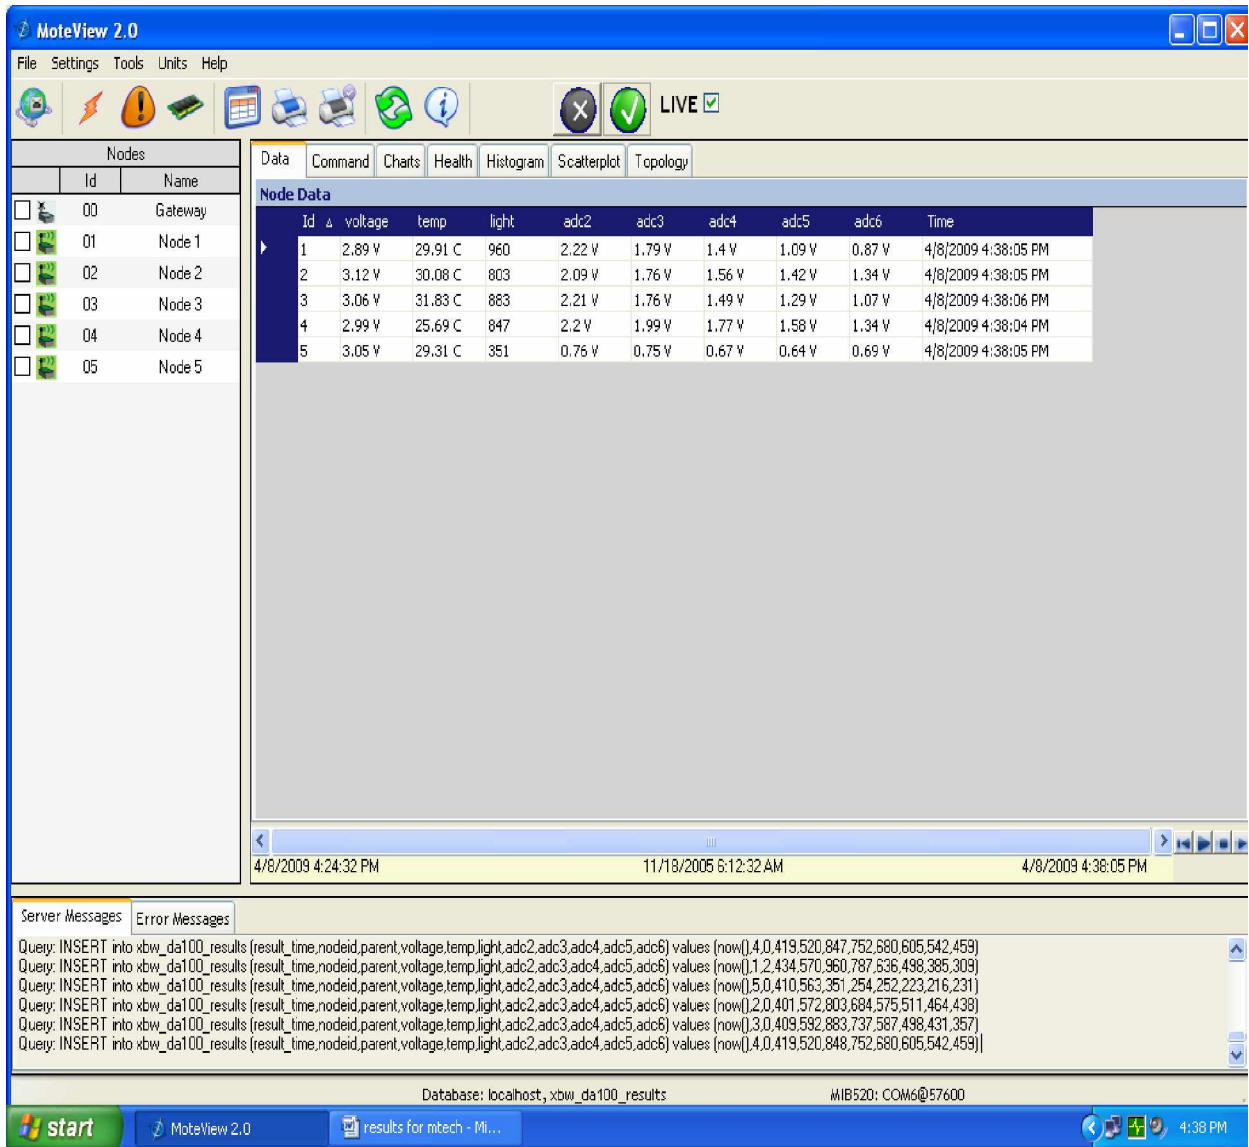 MoteView 2.0
File Settings Tools Units Help
LIVE
Nodes
Id Name
00 Gateway
01 Node 1
02 Node 2
03 Node 3
04 Node 4
05 Node 5
Data Command Charts Health Histogram Scatterplot Topology
Node Data
Id voltage temp light adc2 adc3 adc4 adc5 adc6 Time
1 2.89 V 29.91 C 960 2.22 V 1.79 V 1.4 V 1.09 V 0.87 V 4/8/2009 4:38:05 PM
2 3.12 V 30.08 C 803 2.09 V 1.76 V 1.56 V 1.42 V 1.34 V 4/8/2009 4:38:05 PM
3 3.06 V 31.83 C 883 2.21 V 1.76 V 1.49 V 1.29 V 1.07 V 4/8/2009 4:38:06 PM
4 2.99 V 25.69 C 847 2.2 V 1.99 V 1.77 V 1.58 V 1.34 V 4/8/2009 4:38:04 PM
5 3.05 V 29.31 C 351 0.76 V 0.75 V 0.67 V 0.64 V 0.69 V 4/8/2009 4:38:05 PM
4/8/2009 4:24:32 PM 11/18/2005 6:12:32 AM 4/8/2009 4:38:05 PM
Server Messages Error Messages
Query: INSERT into xbw_da100_results (result_time,nodeid,parent,voltage,temp,light,adc2,adc3,adc4,adc5,adc6) values (now(),4,0,419,520,847,752,680,605,542,459)
Query: INSERT into xbw_da100_results (result_time,nodeid,parent,voltage,temp,light,adc2,adc3,adc4,adc5,adc6) values (now(),1,2,434,570,960,787,636,498,385,309)
Query: INSERT into xbw_da100_results (result_time,nodeid,parent,voltage,temp,light,adc2,adc3,adc4,adc5,adc6) values (now(),5,0,410,563,351,254,252,223,216,231)
Query: INSERT into xbw_da100_results (result_time,nodeid,parent,voltage,temp,light,adc2,adc3,adc4,adc5,adc6) values (now(),2,0,401,572,803,684,575,511,464,438)
Query: INSERT into xbw_da100_results (result_time,nodeid,parent,voltage,temp,light,adc2,adc3,adc4,adc5,adc6) values (now(),3,0,409,592,883,737,587,498,431,357)
Query: INSERT into xbw_da100_results (result_time,nodeid,parent,voltage,temp,light,adc2,adc3,adc4,adc5,adc6) values (now(),4,0,419,520,848,752,680,605,542,459)
Database: localhost, xbw_da100_results MIB520: COM6@57600
start MoteView 2.0 results for mtech - Mi... 4:38 PM